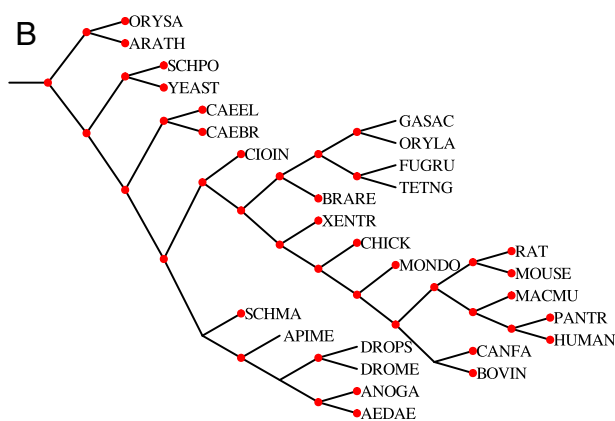 B
ORYSA
ARATH
SCHPO
YEAST
CAEEL
CAEBR
CIOIN
GASAC
ORYLA
FUGRU
TETNG
BRARE
XENTR
CHICK
MONDO
RAT
MOUSE
MACMU
PANTR
HUMAN
CANFA
BOVIN
SCHMA
APIME
DROPS
DROME
ANOGA
AEDAE